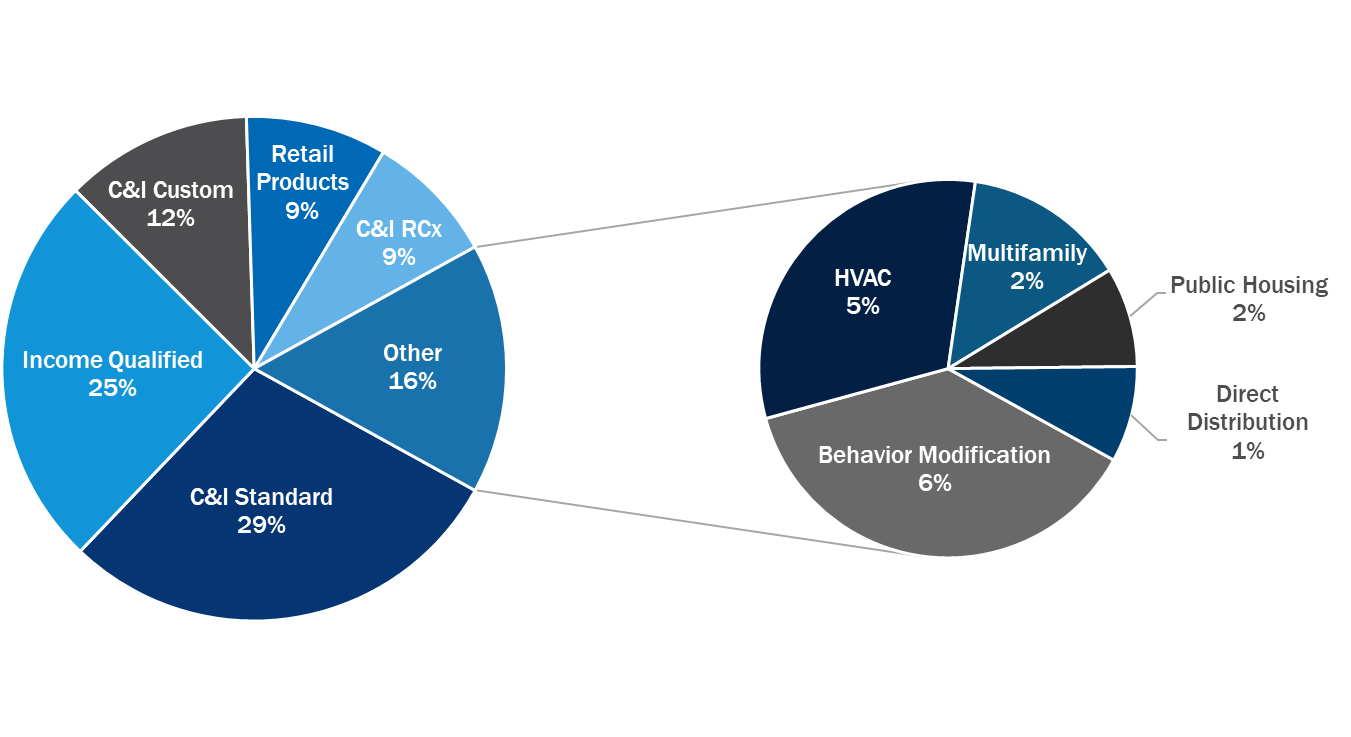 Retail
Products
9%
C&I Custom
12%
C&I RCx
9%
Income Qualified
25%
Other
16%
C&I Standard
29%
HVAC
5%
Multifamily
2%
Public Housing
2%
Direct
Distribution
1%
Behavior Modification
6%